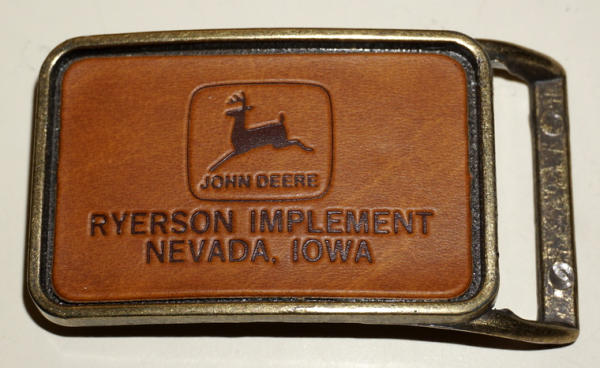 JOHN DEERE
RYERSON IMPLEMENT
NEVADA, IOWA